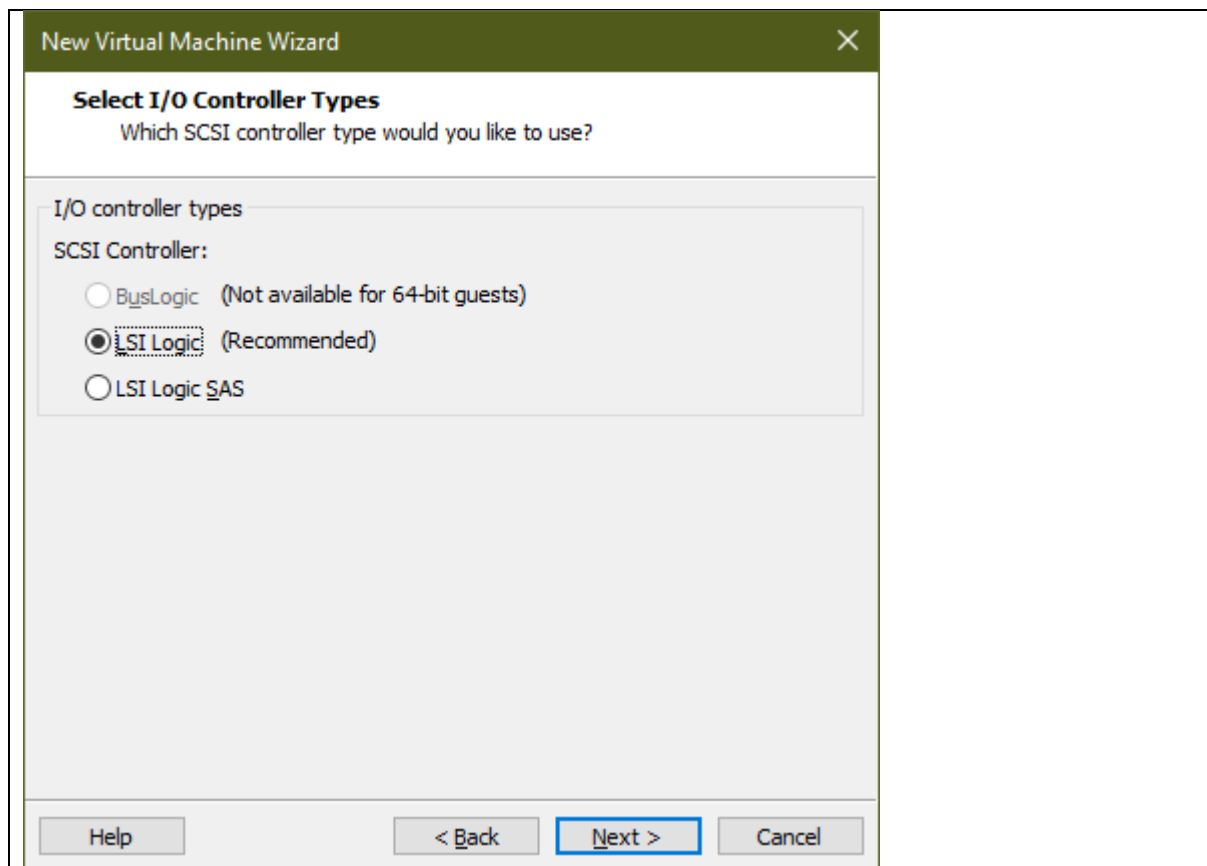 New Virtual Machine Wizard
Select I/O Controller Types
Which SCSI controller type would you like to use?
I/O controller types
SCSI Controller:
BusLogic (Not available for 64-bit guests)
LSI Logic (Recommended)
LSI Logic SAS
Help < Back Next > Cancel